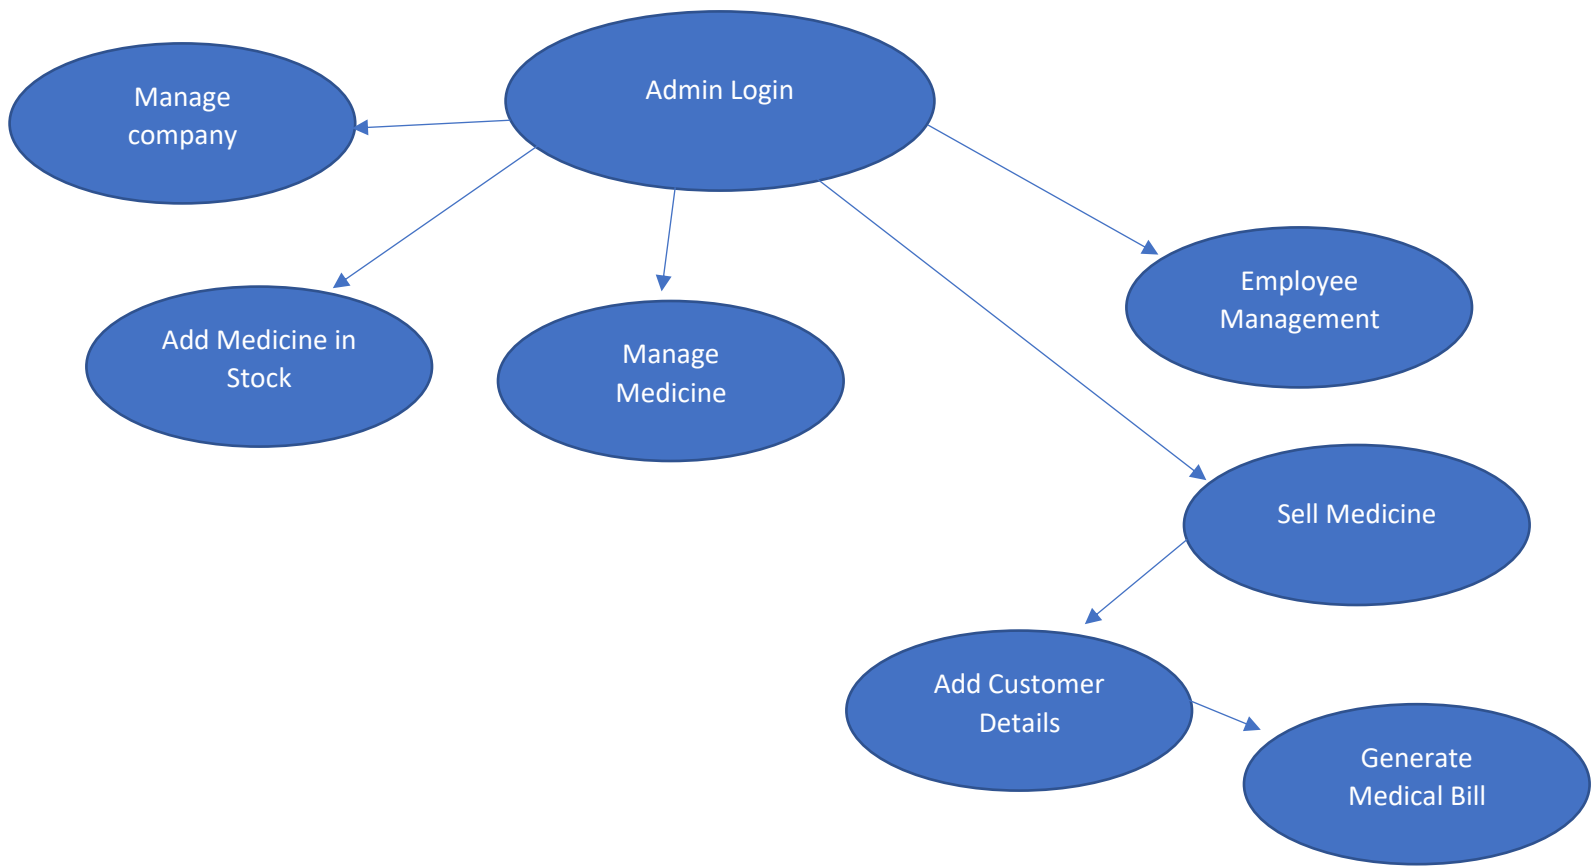 Admin Login
Manage
company
Employee
Management
Add Medicine in
Stock
Manage
Medicine
Sell Medicine
Add Customer
Details
Generate
Medical Bill